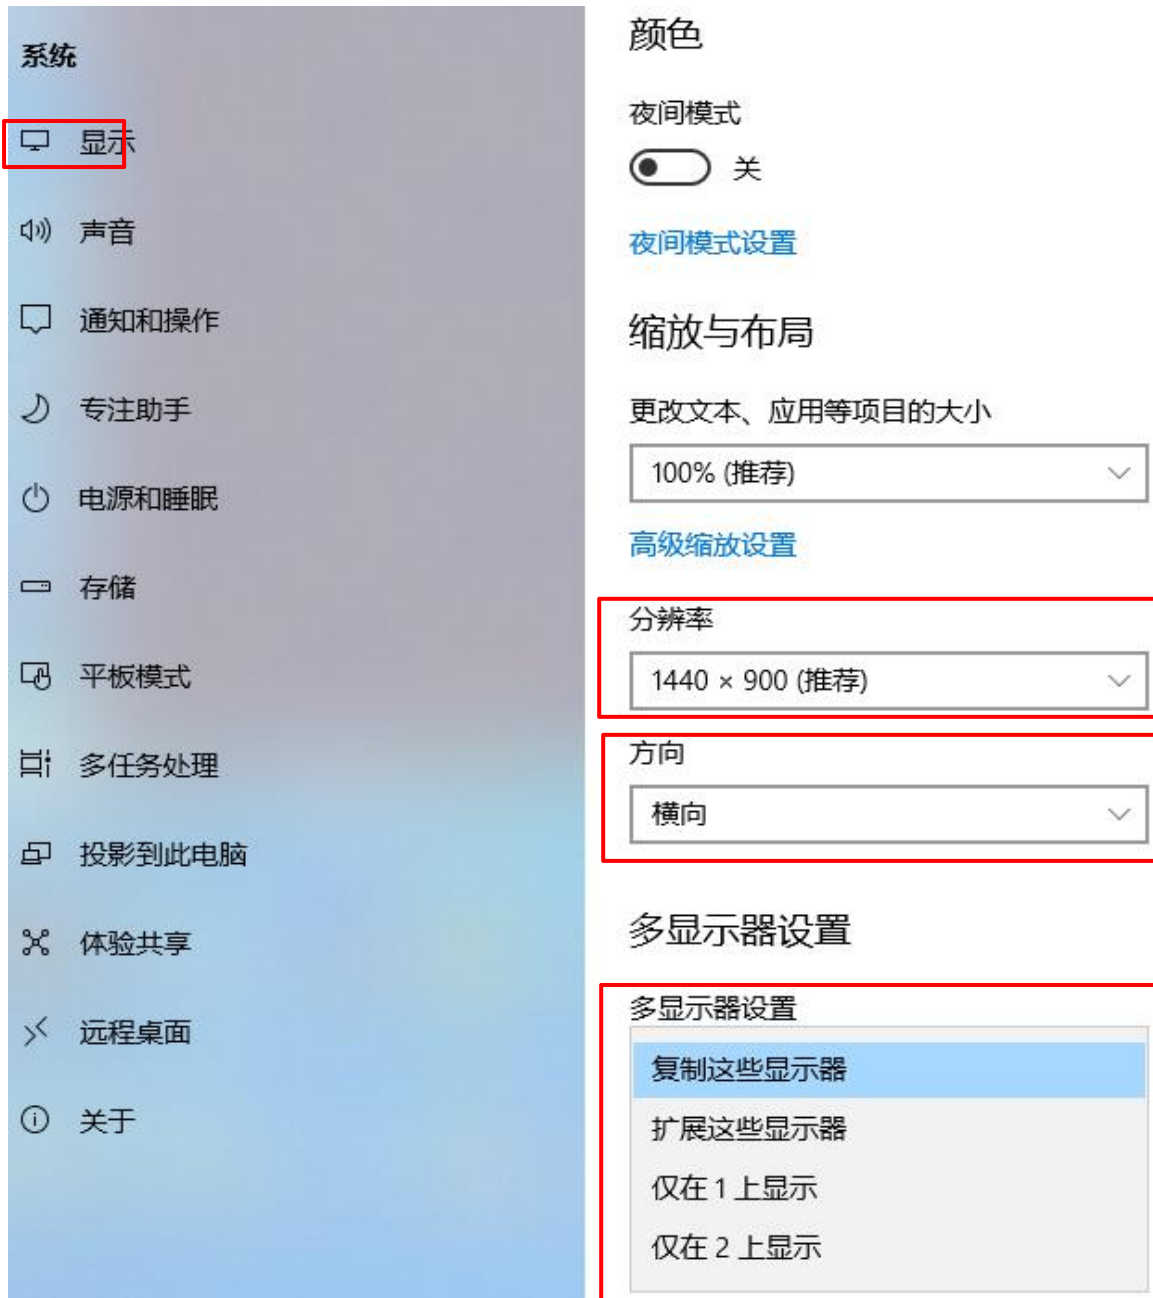 系统
显示
声音
通知和操作
专注助手
电源和睡眠
存储
平板模式
多任务处理
投影到此电脑
体验共享
远程桌面
关于
颜色
夜间模式
关
夜间模式设置
缩放与布局
更改文本、应用等项目的大小
100% (推荐)
高级缩放设置
分辨率
1440 × 900 (推荐)
方向
横向
多显示器设置
多显示器设置
复制这些显示器
扩展这些显示器
仅在 1 上显示
仅在 2 上显示